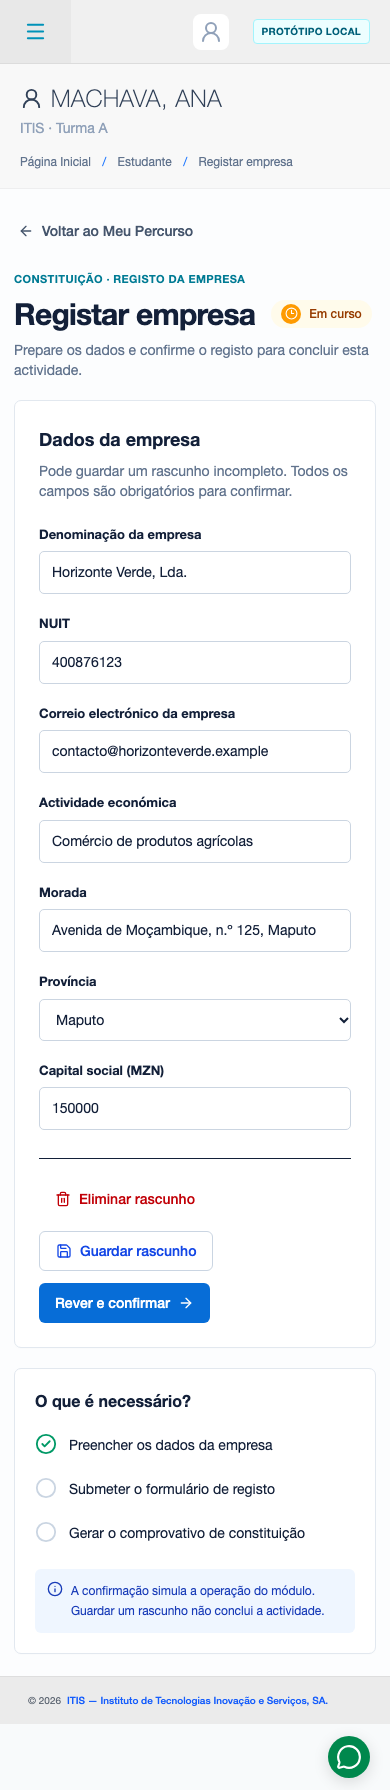 PROTÓTIPO LOCAL
MACHAVA, ANA
ITIS · Turma A
Página Inicial / Estudante / Registar empresa
Voltar ao Meu Percurso
CONSTITUIÇÃO · REGISTO DA EMPRESA
Registar empresa
Em curso
Prepare os dados e confirme o registo para concluir esta
actividade.
Dados da empresa
Pode guardar um rascunho incompleto. Todos os
campos são obrigatórios para confirmar.
Denominação da empresa
Horizonte Verde, Lda.
NUIT
400876123
Correio electrónico da empresa
contacto@horizonteverde.example
Actividade económica
Comércio de produtos agrícolas
Morada
Avenida de Moçambique, n.º 125, Maputo
Província
Maputo
Capital social (MZN)
150000
Eliminar rascunho
Guardar rascunho
Rever e confirmar
O que é necessário?
Preencher os dados da empresa
Submeter o formulário de registo
Gerar o comprovativo de constituição
A confirmação simula a operação do módulo.
Guardar um rascunho não conclui a actividade.
© 2026 ITIS — Instituto de Tecnologias Inovação e Serviços, SA.